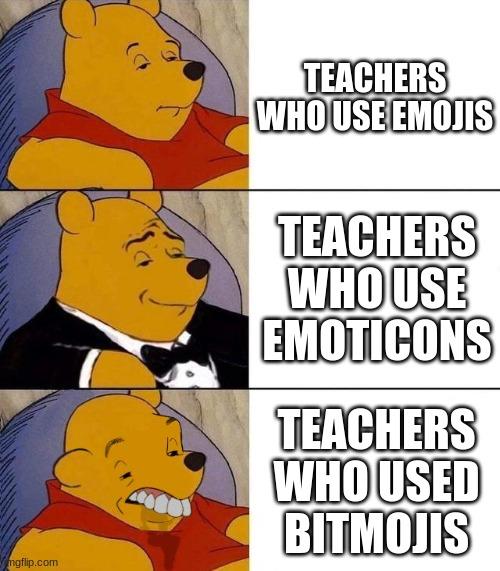 TEACHERS
WHO USE EMOJIS
TEACHERS
WHO USE
EMOTICONS
TEACHERS
WHO USED
BITMOJIS
imgflip.com